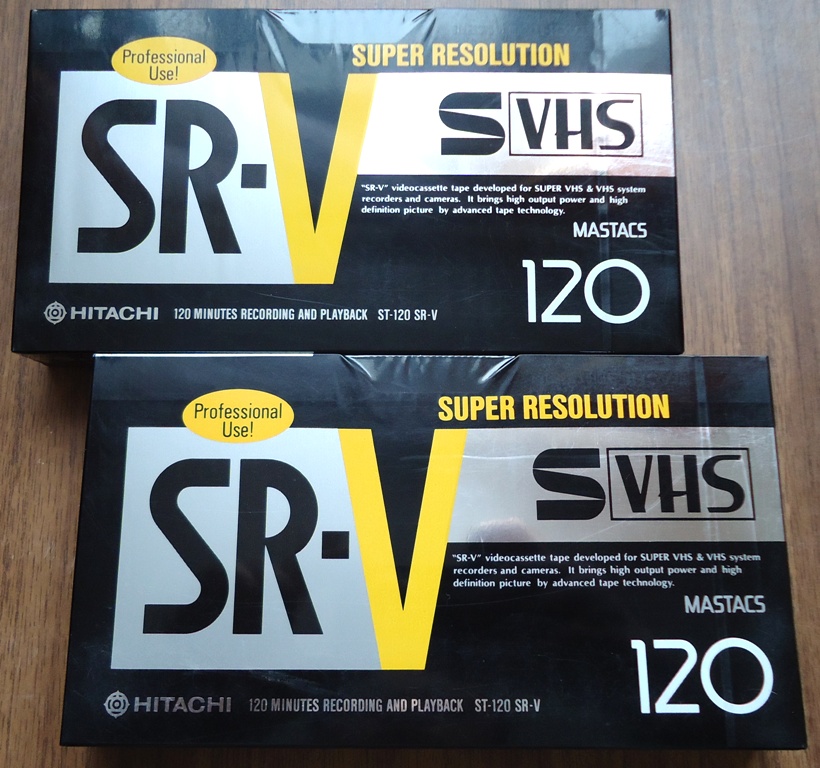 Professional
Use!
SUPER RESOLUTION
SR·V
S VHS
"SR-V" videocassette tape developed for SUPER VHS & VHS system
recorders and cameras. It brings high output power and high
definition picture by advanced tape technology.
MASTACS
120
HITACHI 120 MINUTES RECORDING AND PLAYBACK ST-120 SR-V
Professional
Use!
SUPER RESOLUTION
SR·V
S VHS
"SR-V" videocassette tape developed for SUPER VHS & VHS system
recorders and cameras. It brings high output power and high
definition picture by advanced tape technology.
MASTACS
120
HITACHI 120 MINUTES RECORDING AND PLAYBACK ST-120 SR-V